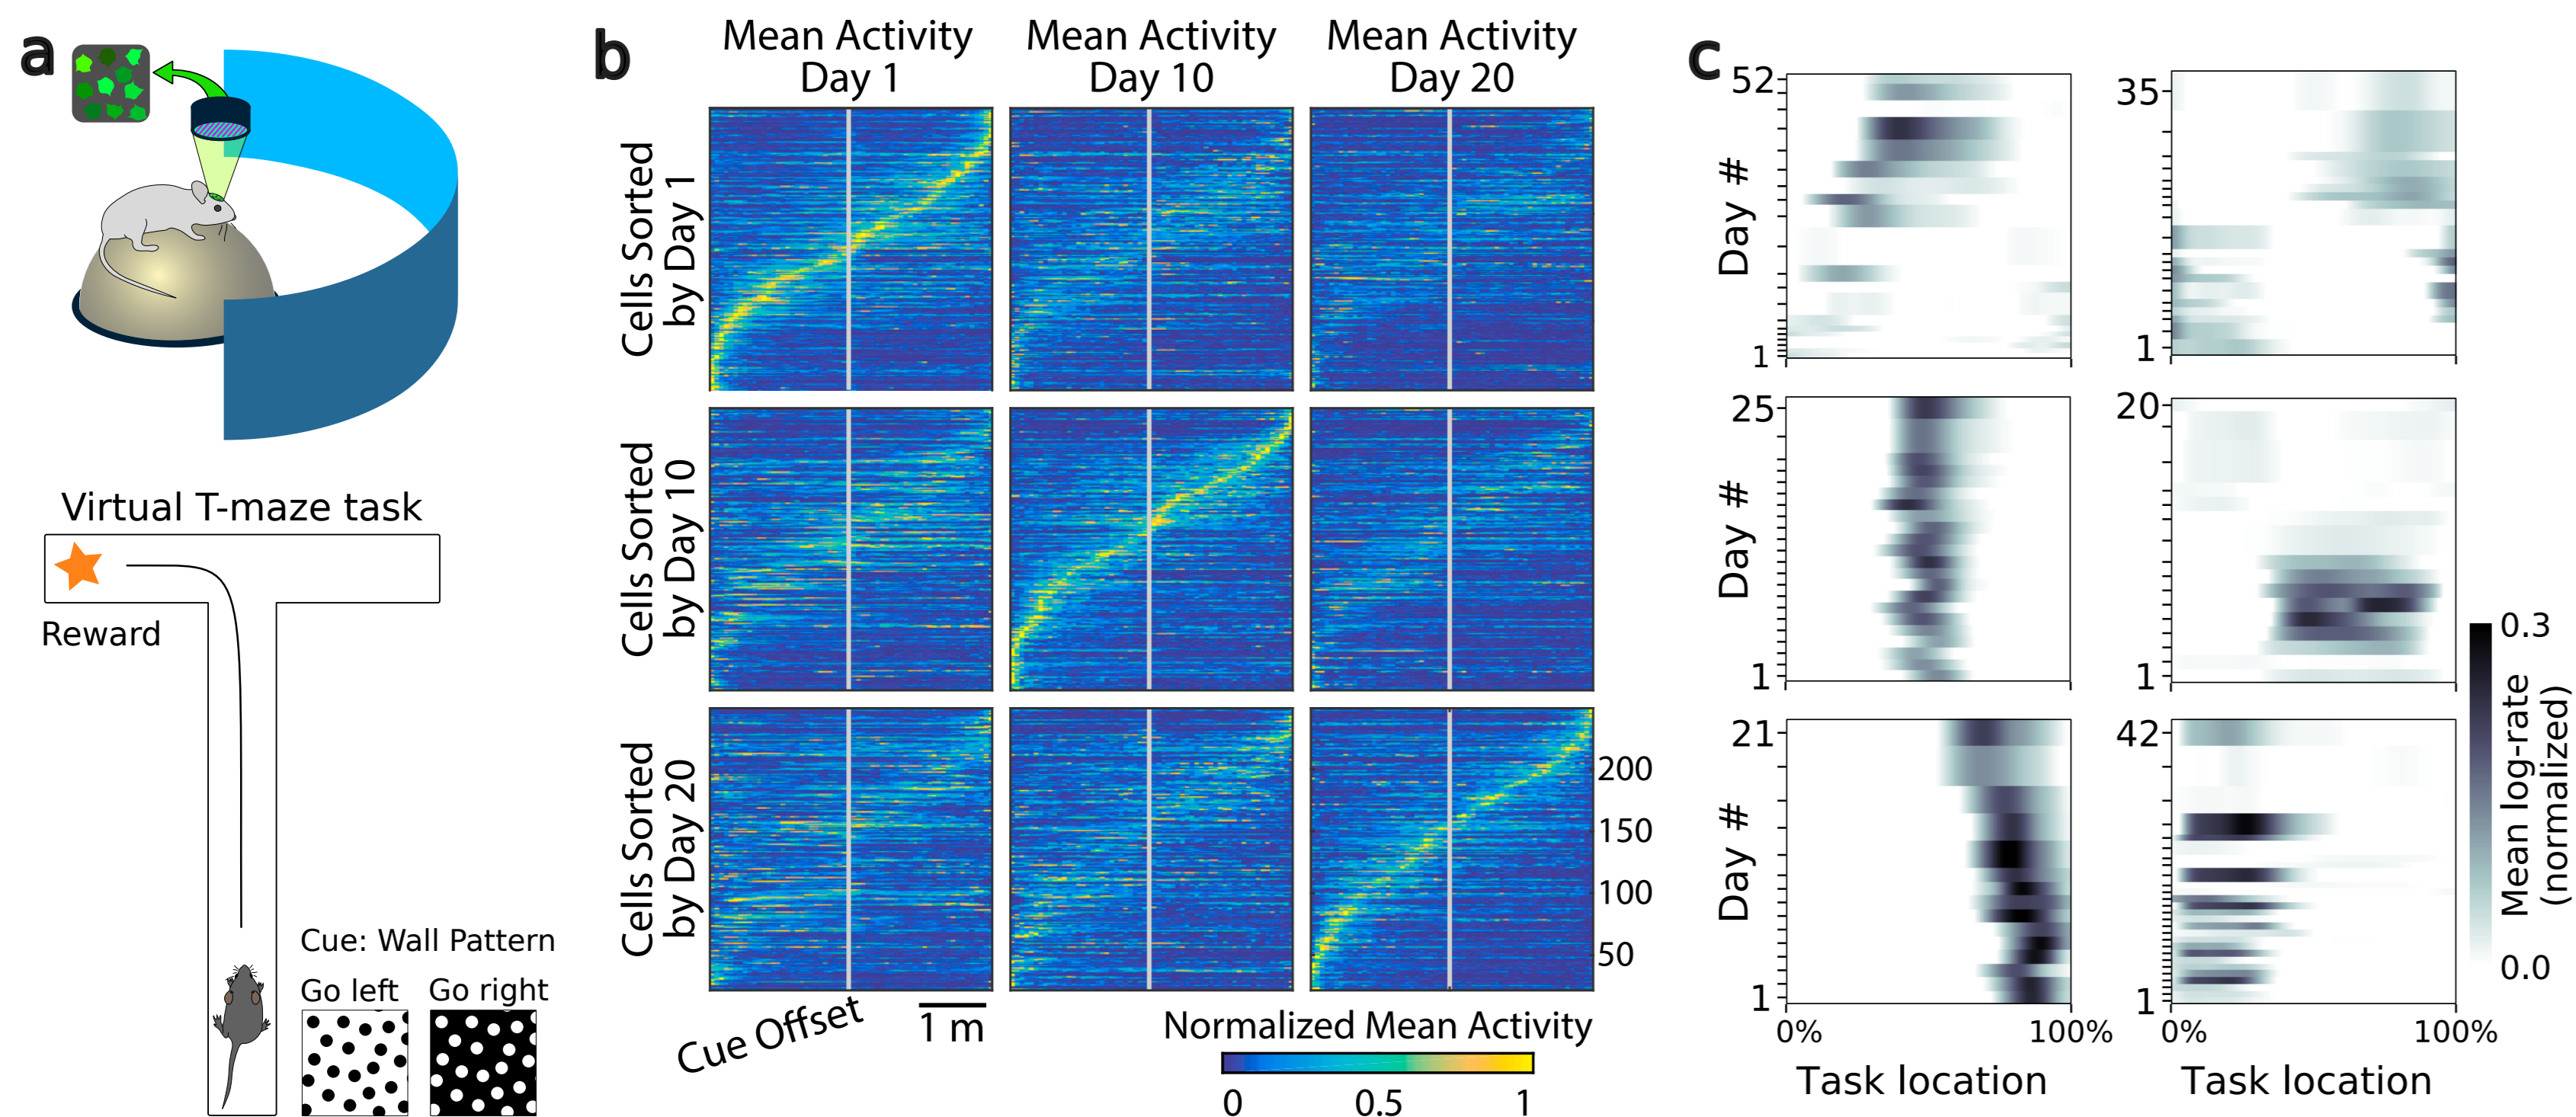 a
Virtual T-maze task
Reward
Cue: Wall Pattern
Go left
Go right
b
Mean Activity
Day 1
Mean Activity
Day 10
Mean Activity
Day 20
Cells Sorted
by Day 1
Cells Sorted
by Day 10
Cells Sorted
by Day 20
200
150
100
50
Cue Offset
1 m
Normalized Mean Activity
0
0.5
1
c
52
Day #
1
35
1
25
Day #
1
20
1
21
Day #
1
0%
100%
Task location
42
1
0%
100%
Task location
0.3
0.0
Mean log-rate
(normalized)